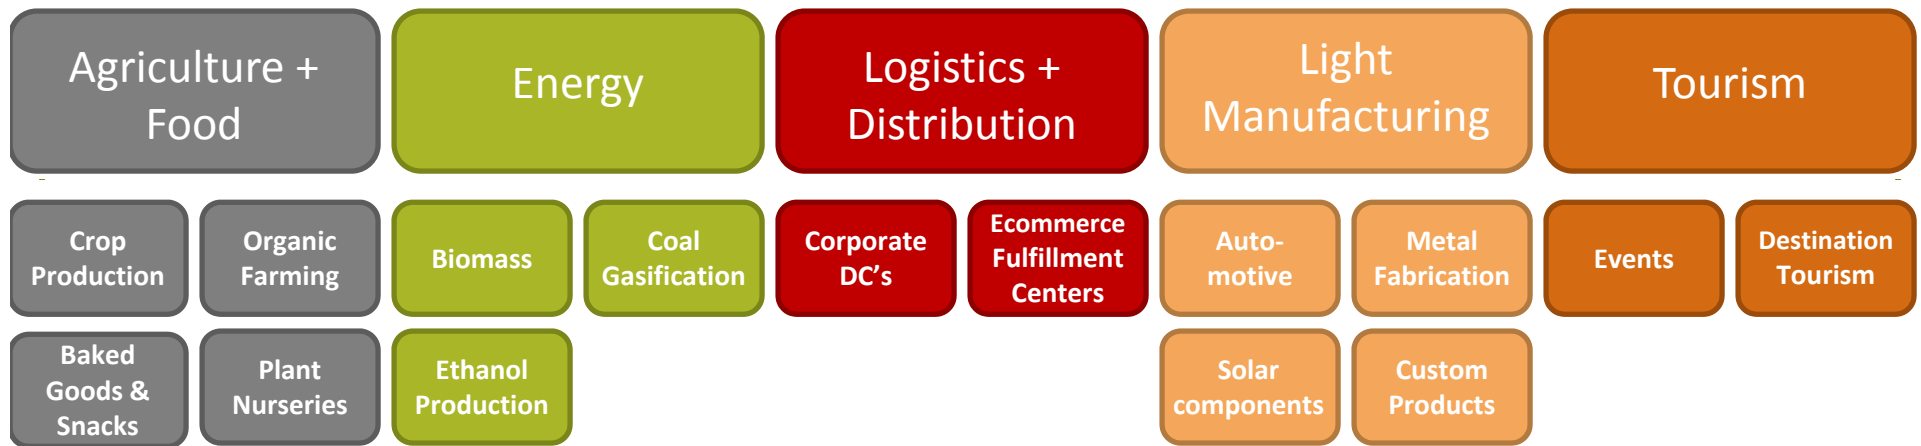 Agriculture +
Food
Energy
Logistics +
Distribution
Light
Manufacturing
Tourism
Crop
Production
Organic
Farming
Biomass
Coal
Gasification
Corporate
DC's
Ecommerce
Fulfillment
Centers
Auto-
motive
Metal
Fabrication
Events
Destination
Tourism
Baked
Goods &
Snacks
Plant
Nurseries
Ethanol
Production
Solar
components
Custom
Products